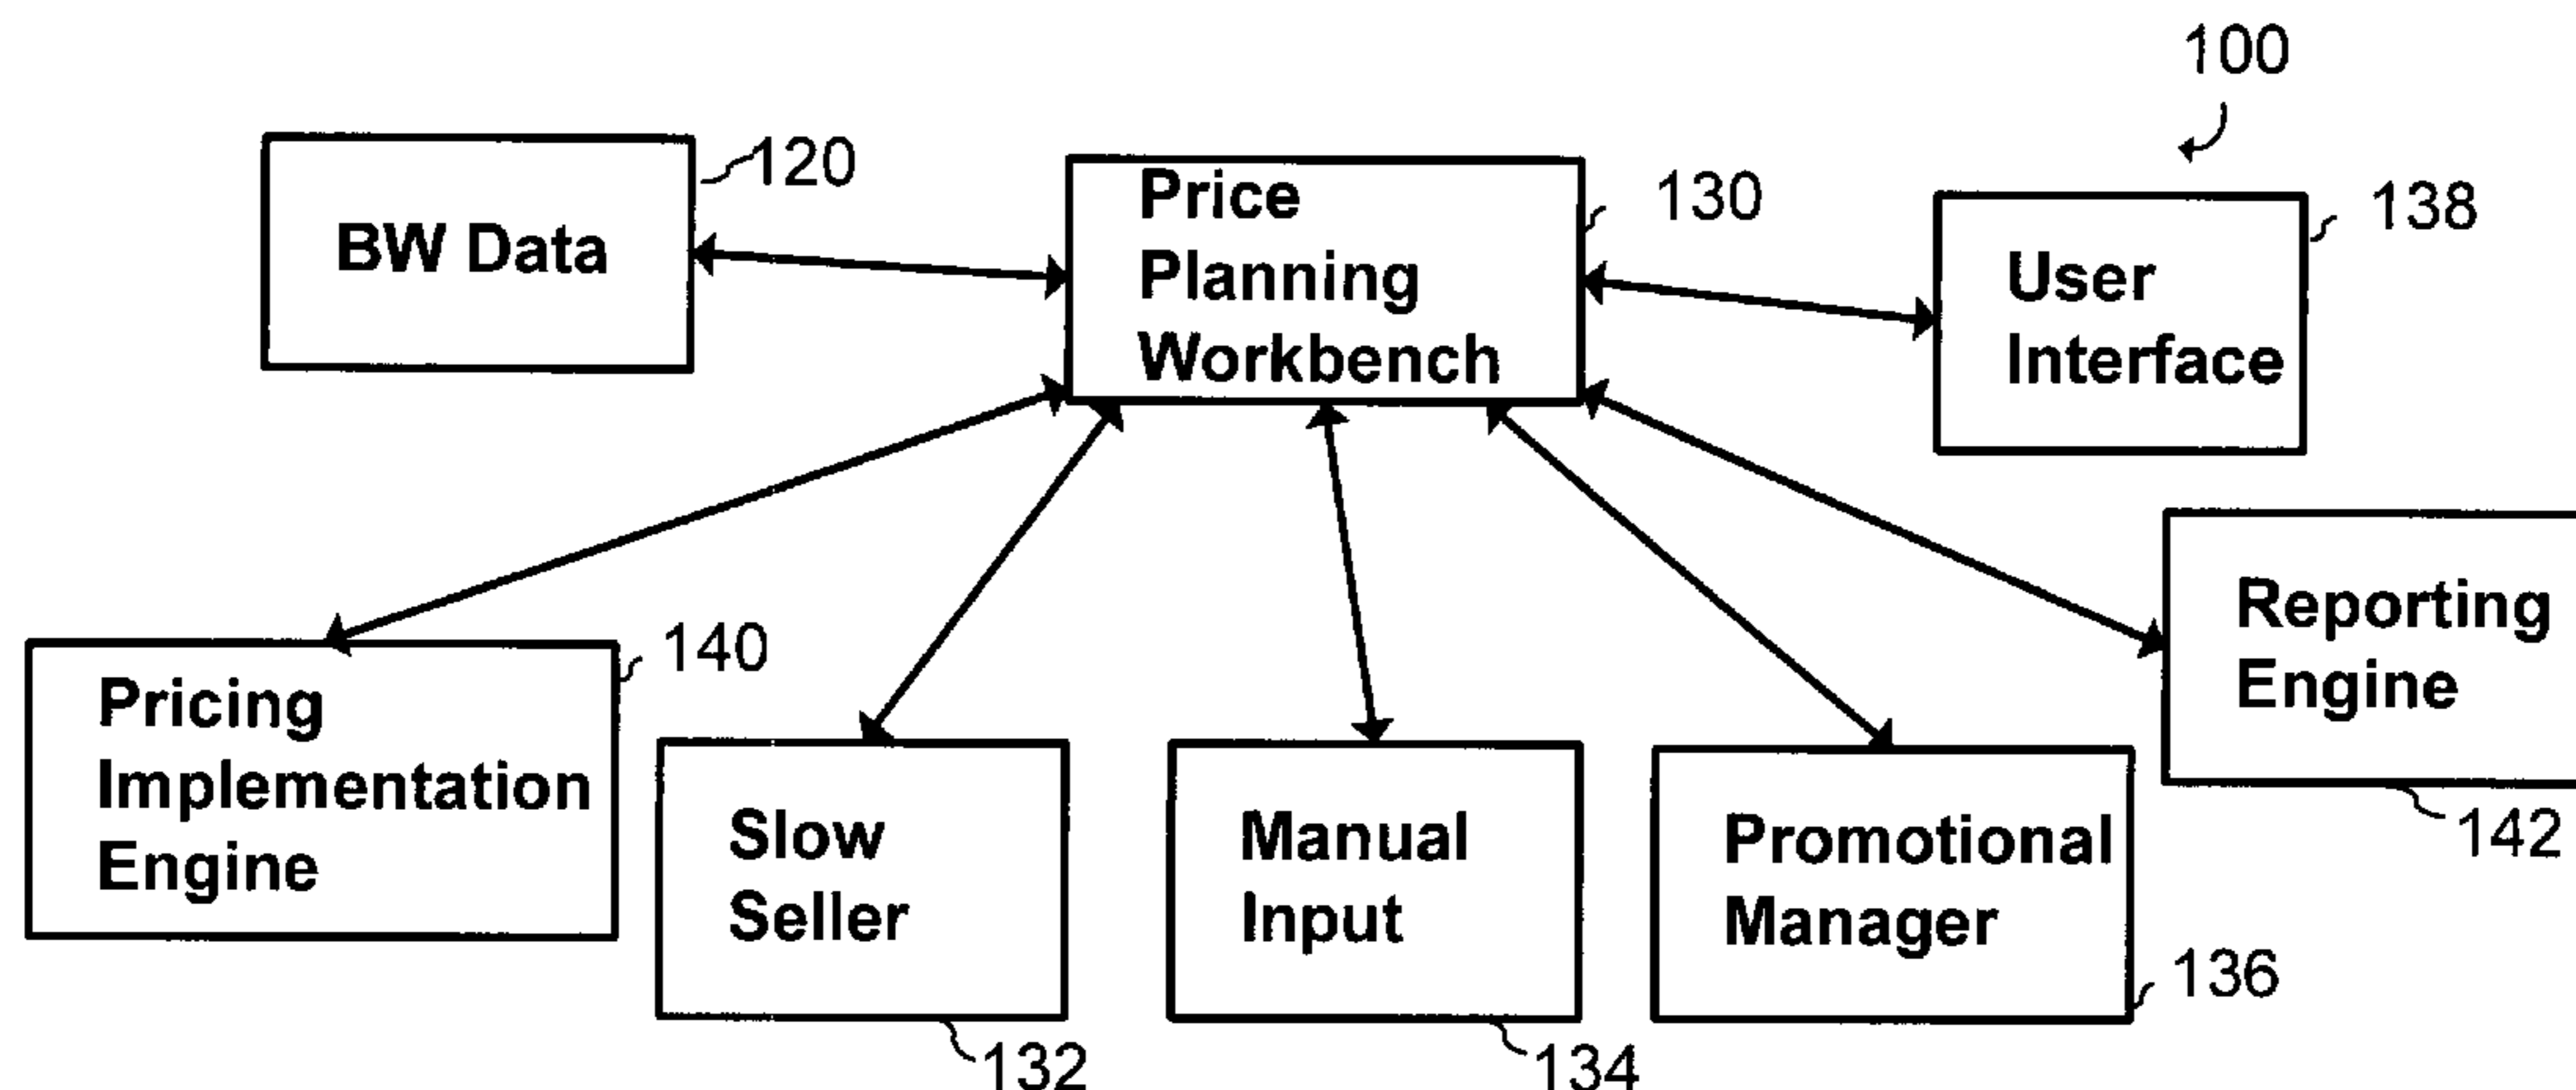 100
120
BW Data
Price
Planning
Workbench
130
138
User
Interface
140
Pricing
Implementation
Engine
Slow
Seller
132
Manual
Input
134
Promotional
Manager
136
Reporting
Engine
142